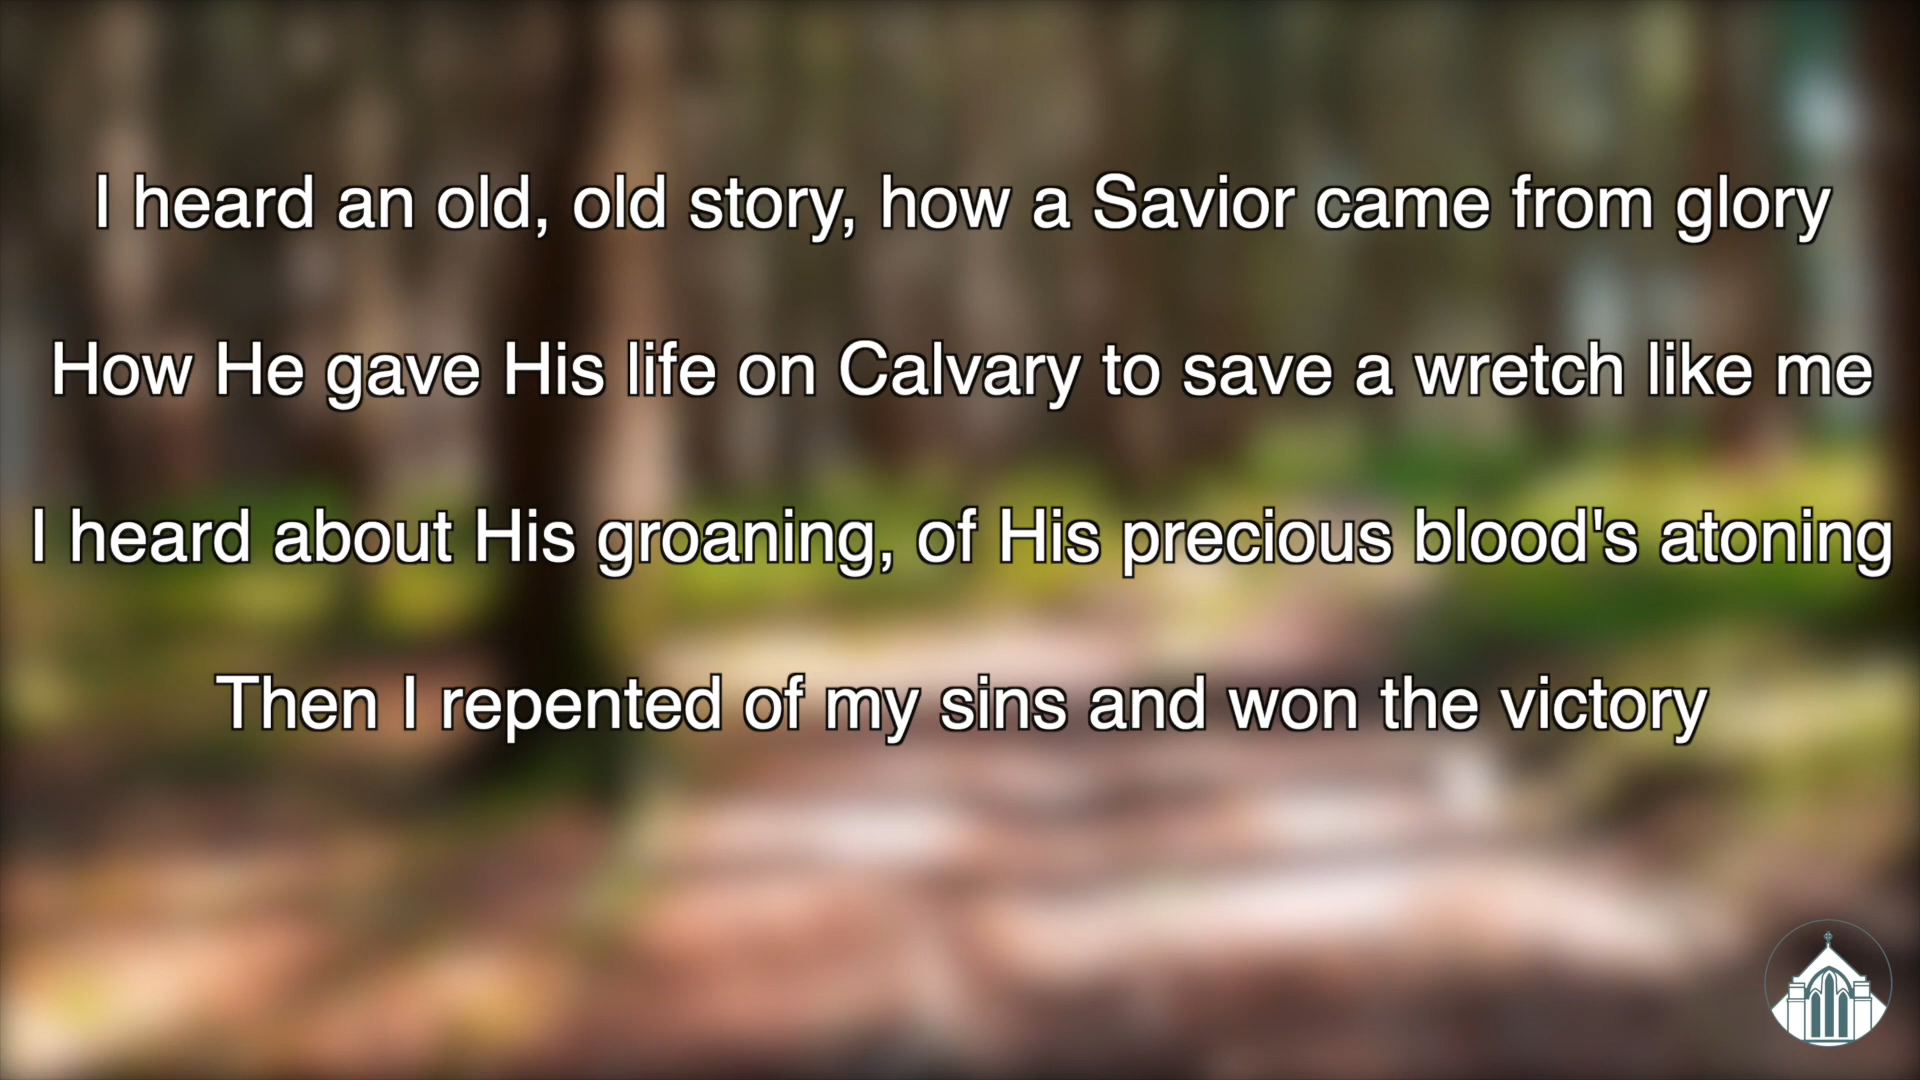 I heard an old, old story, how a Savior came from glory
How He gave His life on Calvary to save a wretch like me
I heard about His groaning, of His precious blood's atoning
Then I repented of my sins and won the victory